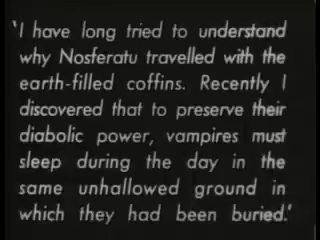 'I have long tried to understand
why Nosferatu travelled with the
earth-filled coffins. Recently I
discovered that to preserve their
diabolic power, vampires must
sleep during the day in the
same unhallowed ground in
which they had been buried.'